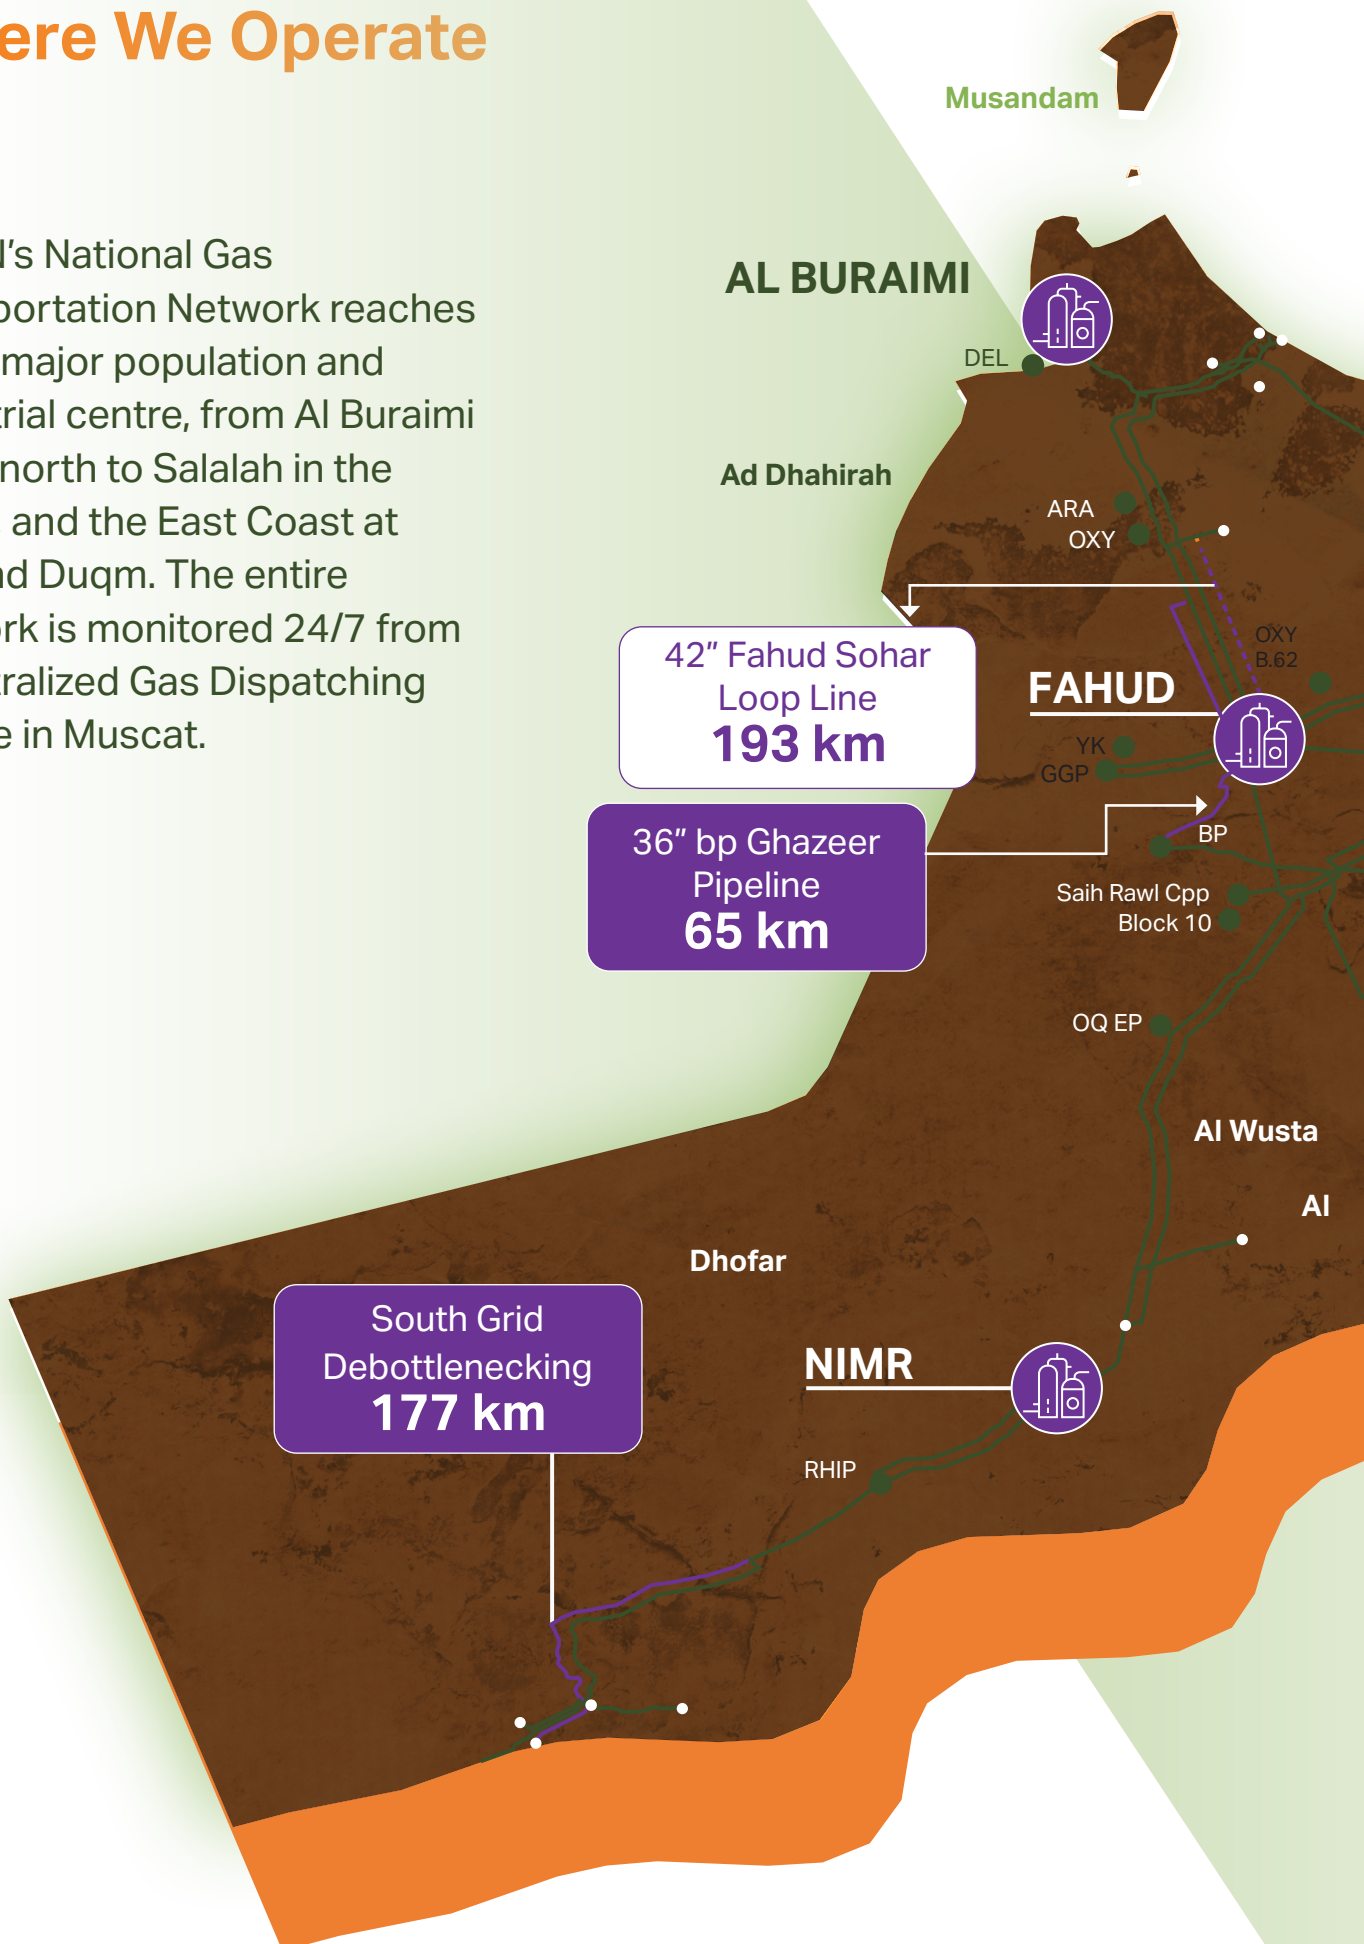 ere We Operate
Musandam
N's National Gas
portation Network reaches
major population and
trial centre, from Al Buraimi
north to Salalah in the
, and the East Coast at
nd Duqm. The entire
ork is monitored 24/7 from
tralized Gas Dispatching
e in Muscat.
AL BURAIMI
DEL
Ad Dhahirah
ARA
OXY
42” Fahud Sohar
Loop Line
193 km
OXY
B.62
FAHUD
YK
GGP
36” bp Ghazeer
Pipeline
65 km
BP
Saih Rawl Cpp
Block 10
OQ EP
Al Wusta
Al
Dhofar
South Grid
Debottlenecking
177 km
NIMR
RHIP